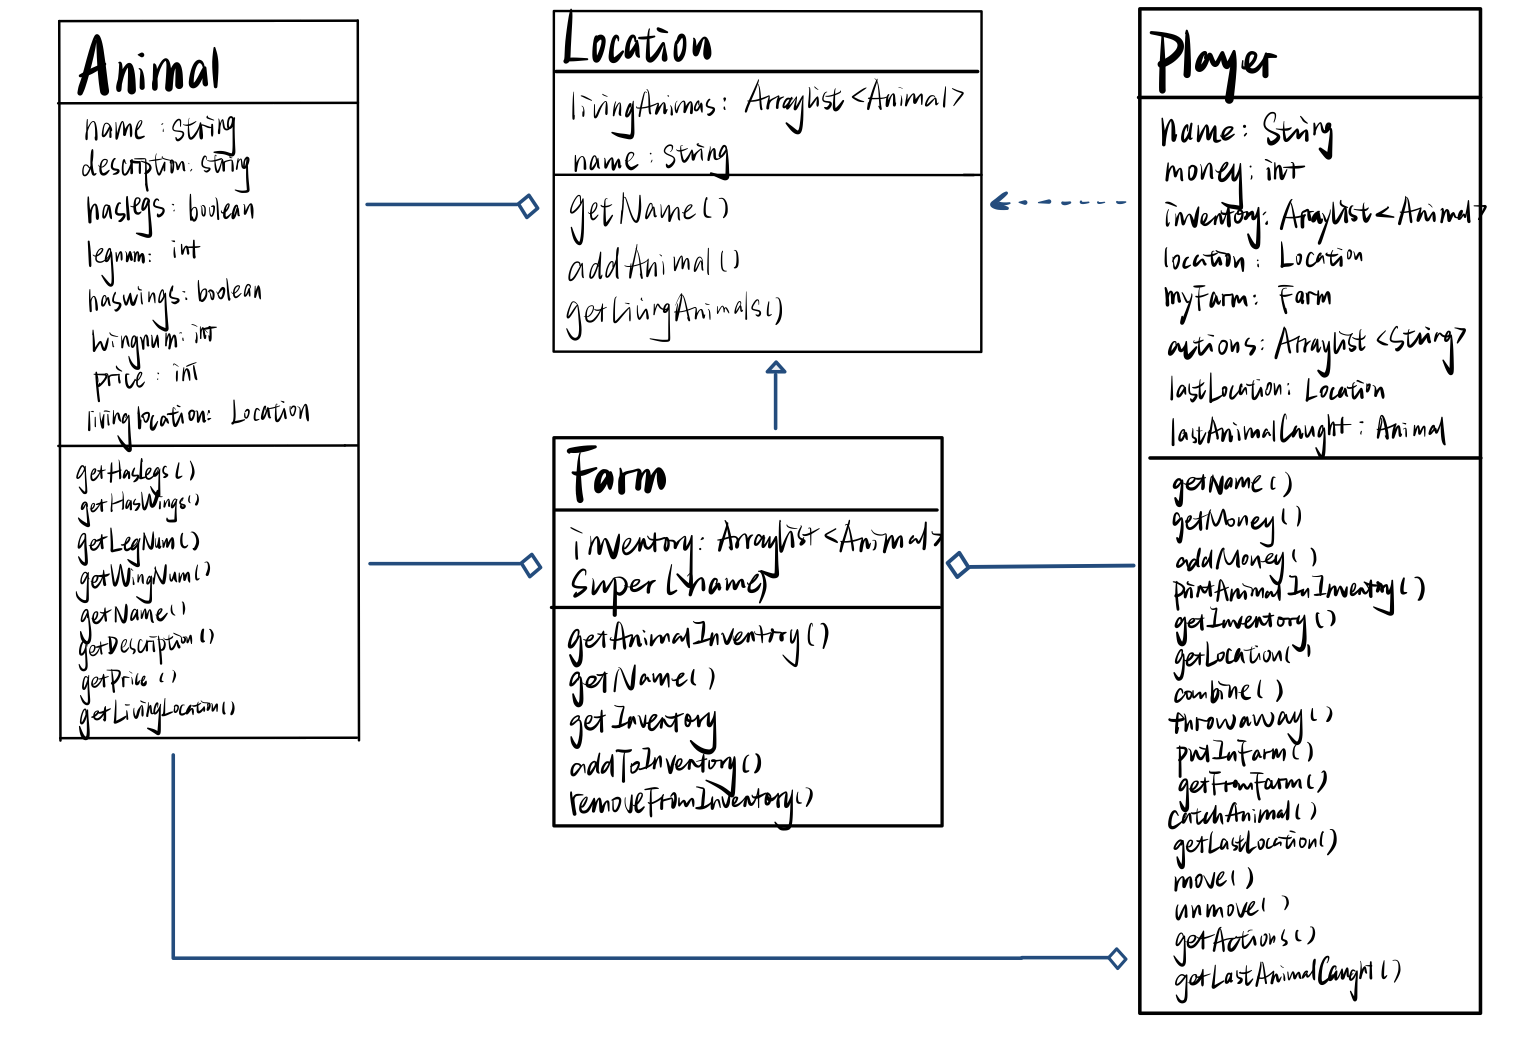 Animal
name : String
description: String
haslegs : boolean
legnum: int
haswings: boolean
wingnum: int
price : int
livinglocation: Location
getHasLegs()
getHasWings()
getLegNum()
getWingNum()
getName()
getDescription()
getPrice ()
getLivingLocation()
Location
livingAnimas: Arraylist <Animal>
name : String
getName()
addAnimal()
getLivingAnimals()
Farm
inventory: Arraylist <Animal>
Super (name)
getAnimalInventory()
getName()
getInventory
addToInventory()
removeFromInventory()
Player
name: String
money: int
inventory: Arraylist <Animal>
location: Location
myFarm: Farm
actions: Arraylist <String>
lastLocation: Location
lastAnimalCaught: Animal
getName()
getMoney()
addMoney()
printAnimalInInventory()
getInventory()
getLocation()
combine()
throwaway()
putInFarm()
getFromFarm()
catchAnimal()
getLastLocation()
move()
unmove()
getActions()
getLastAnimalCaught()